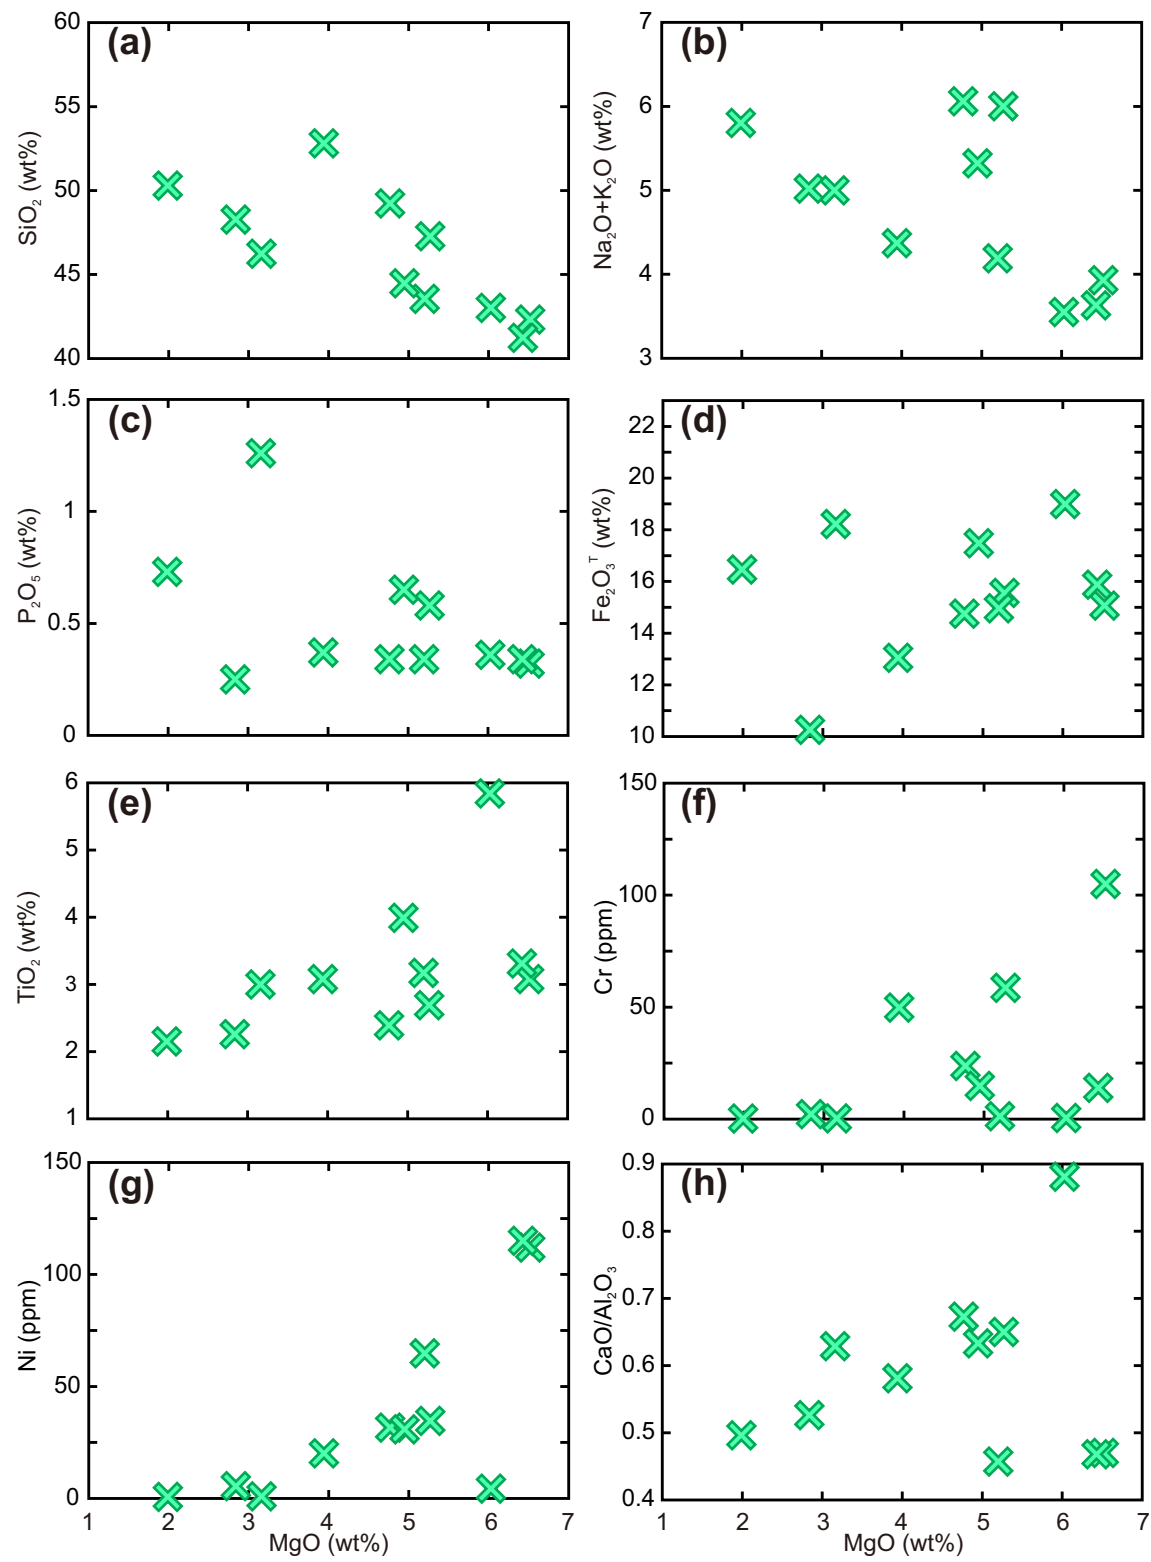 (a)
60
55
50
45
40
SiO₂ (wt%)
(b)
7
6
5
4
3
Na₂O+K₂O (wt%)
(c)
1.5
1
0.5
0
P₂O₅ (wt%)
(d)
22
20
18
16
14
12
10
Fe₂O₃ᵀ (wt%)
(e)
6
5
4
3
2
1
TiO₂ (wt%)
(f)
150
100
50
0
Cr (ppm)
(g)
150
100
50
0
Ni (ppm)
1 2 3 4 5 6 7
MgO (wt%)
(h)
0.9
0.8
0.7
0.6
0.5
0.4
CaO/Al₂O₃
1 2 3 4 5 6 7
MgO (wt%)